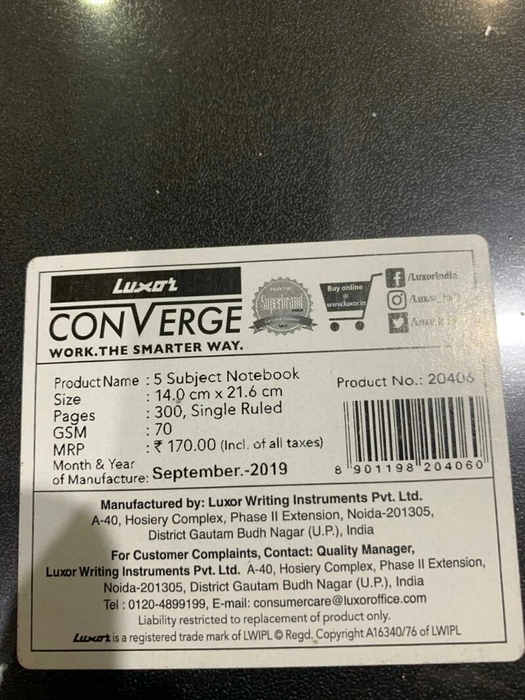 Luxor
CONVERGE
WORK.THE SMARTER WAY.
Superbrand
Buy online
@
www.luxor.in
/LuxorIndia
Product Name : 5 Subject Notebook
Size : 14.0 cm x 21.6 cm
Pages : 300, Single Ruled
GSM : 70
MRP : ₹ 170.00 (Incl. of all taxes)
Month & Year
of Manufacture: September.-2019
Product No.: 20406
8 901198 204060
Manufactured by: Luxor Writing Instruments Pvt. Ltd.
A-40, Hosiery Complex, Phase II Extension, Noida-201305,
District Gautam Budh Nagar (U.P.), India
For Customer Complaints, Contact: Quality Manager,
Luxor Writing Instruments Pvt. Ltd. A-40, Hosiery Complex, Phase II Extension,
Noida-201305, District Gautam Budh Nagar (U.P.), India
Tel : 0120-4899199, E-mail: consumercare@luxoroffice.com
Liability restricted to replacement of product only.
Luxor is a registered trade mark of LWIPL © Regd. Copyright A16340/76 of LWIPL